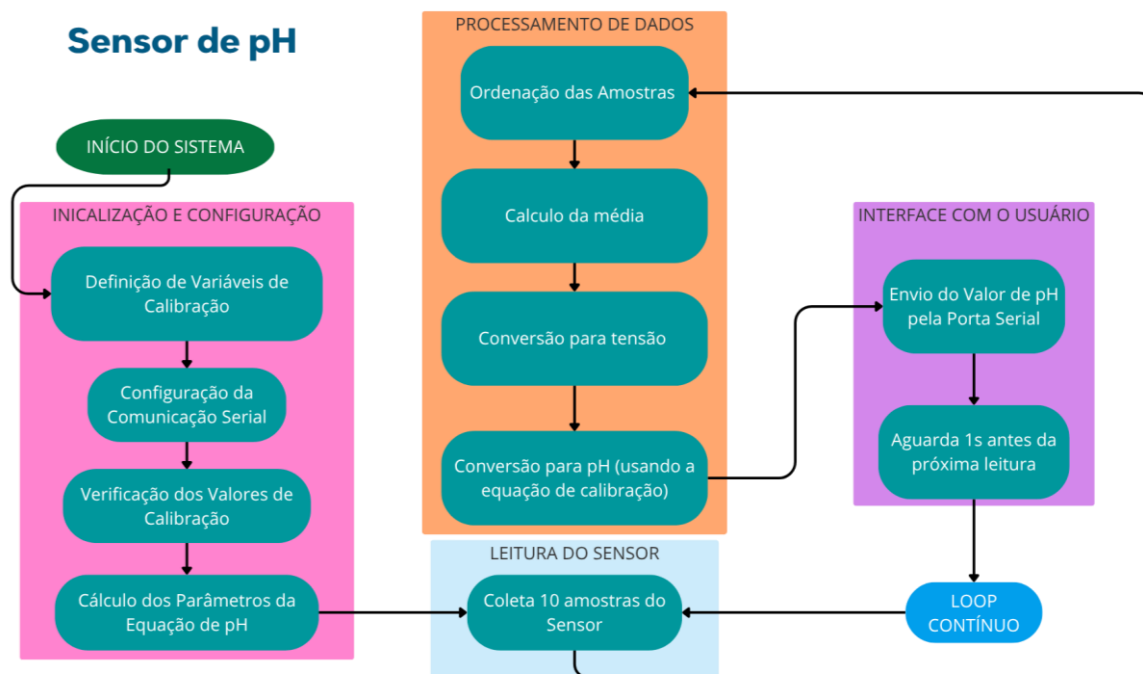 Sensor de pH
INÍCIO DO SISTEMA
INICALIZAÇÃO E CONFIGURAÇÃO
Definição de Variáveis de
Calibração
Configuração da
Comunicação Serial
Verificação dos Valores de
Calibração
Cálculo dos Parâmetros da
Equação de pH
LEITURA DO SENSOR
Coleta 10 amostras do
Sensor
PROCESSAMENTO DE DADOS
Ordenação das Amostras
Calculo da média
Conversão para tensão
Conversão para pH (usando a
equação de calibração)
INTERFACE COM O USUÁRIO
Envio do Valor de pH
pela Porta Serial
Aguarda 1s antes da
próxima leitura
LOOP
CONTÍNUO